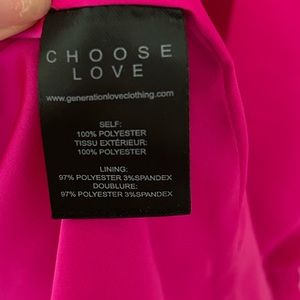 CHOOSE
LOVE
www.generationloveclothing.com
SELF:
100% POLYESTER
TISSU EXTÉRIEUR:
100% POLYESTER
LINING:
97% POLYESTER 3%SPANDEX
DOUBLURE:
97% POLYESTER 3%SPANDEX